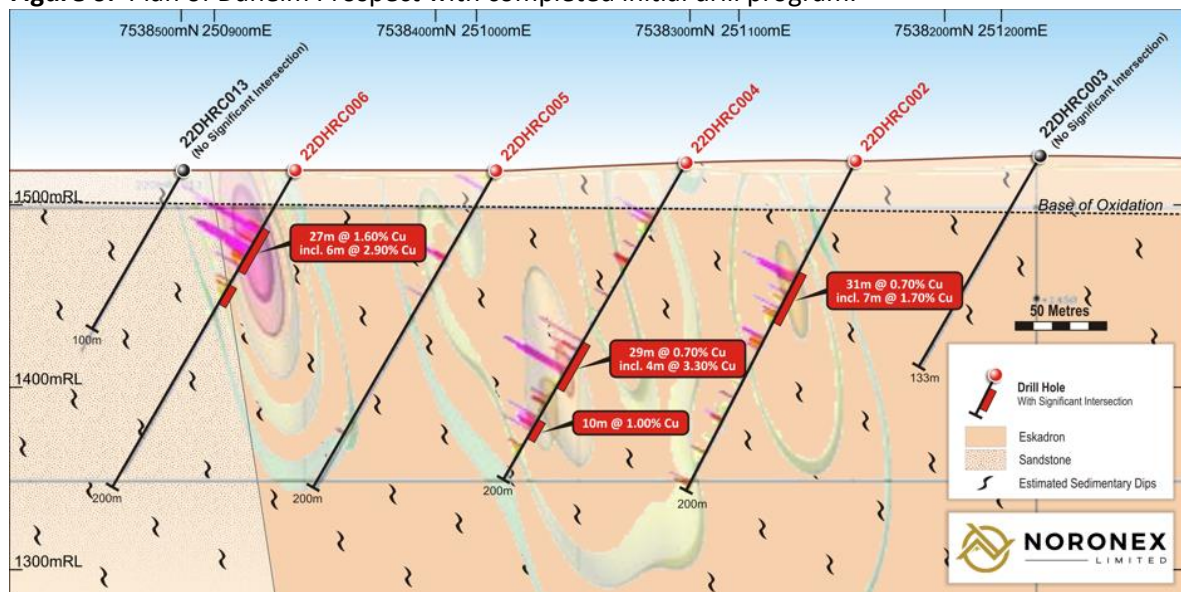 7538500mN 250900mE
7538400mN 251000mE
7538300mN 251100mE
7538200mN 251200mE
22DHRC013
(No Significant Intersection)
22DHRC006
22DHRC005
22DHRC004
22DHRC002
22DHRC003
(No Significant Intersection)
1500mRL
Base of Oxidation
27m @ 1.60% Cu
incl. 6m @ 2.90% Cu
31m @ 0.70% Cu
incl. 7m @ 1.70% Cu
50 Metres
100m
29m @ 0.70% Cu
incl. 4m @ 3.30% Cu
133m
1400mRL
10m @ 1.00% Cu
Drill Hole
With Significant Intersection
Eskadron
Sandstone
Estimated Sedimentary Dips
200m
200m
200m
200m
1300mRL
NORONEX
LIMITED